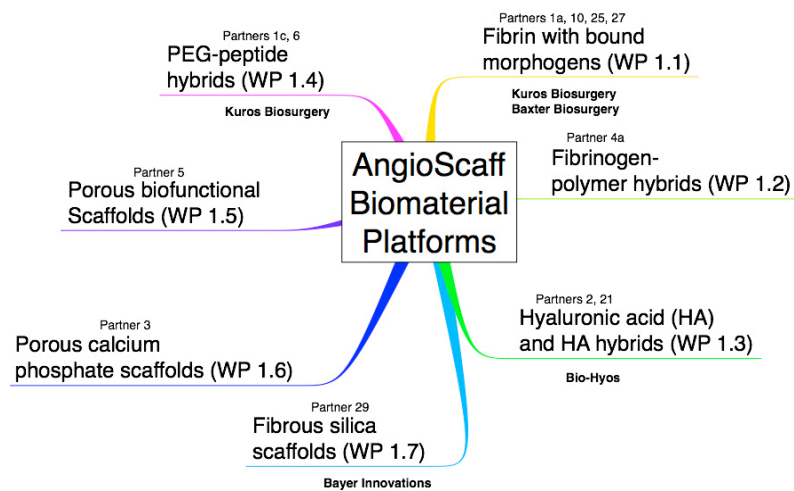 Partners 1c, 6
PEG-peptide
hybrids (WP 1.4)
Kuros Biosurgery
Partners 1a, 10, 25, 27
Fibrin with bound
morphogens (WP 1.1)
Kuros Biosurgery
Baxter Biosurgery
AngioScaff
Biomaterial
Platforms
Partner 4a
Fibrinogen-
polymer hybrids (WP 1.2)
Partner 5
Porous biofunctional
Scaffolds (WP 1.5)
Partners 2, 21
Hyaluronic acid (HA)
and HA hybrids (WP 1.3)
Bio-Hyos
Partner 3
Porous calcium
phosphate scaffolds (WP 1.6)
Partner 29
Fibrous silica
scaffolds (WP 1.7)
Bayer Innovations